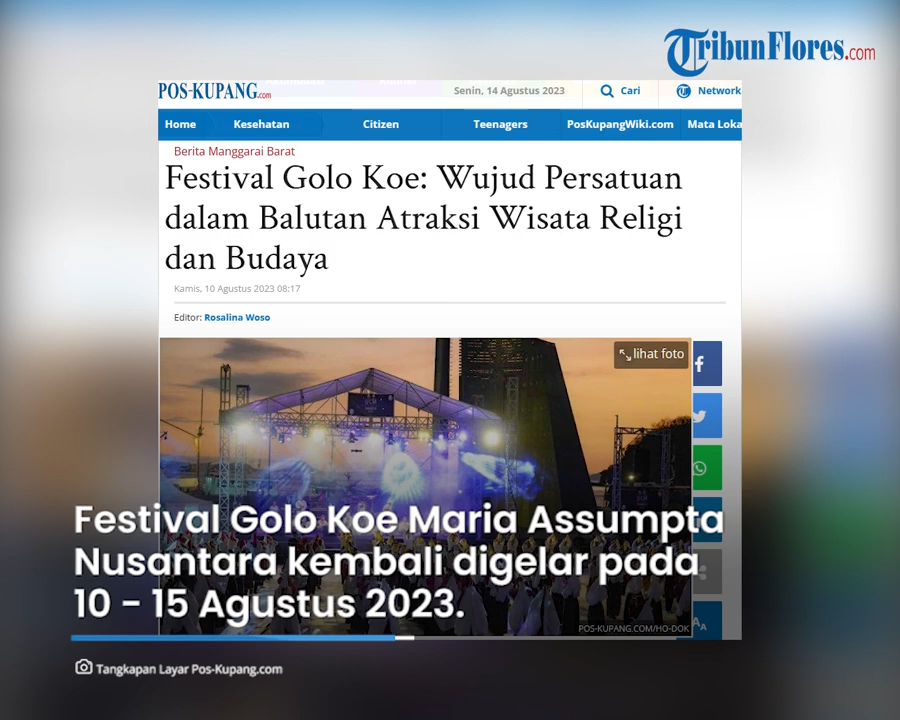 TribunFlores.com
POS-KUPANG.com
Senin, 14 Agustus 2023
Cari
Network
Home
Kesehatan
Citizen
Teenagers
PosKupangWiki.com
Mata Loka
Berita Manggarai Barat
Festival Golo Koe: Wujud Persatuan
dalam Balutan Atraksi Wisata Religi
dan Budaya
Kamis, 10 Agustus 2023 08:17
Editor: Rosalina Woso
lihat foto
Festival Golo Koe Maria Assumpta
Nusantara kembali digelar pada
10 - 15 Agustus 2023.
POS-KUPANG.COM/HO-DOK
AA
Tangkapan Layar Pos-Kupang.com